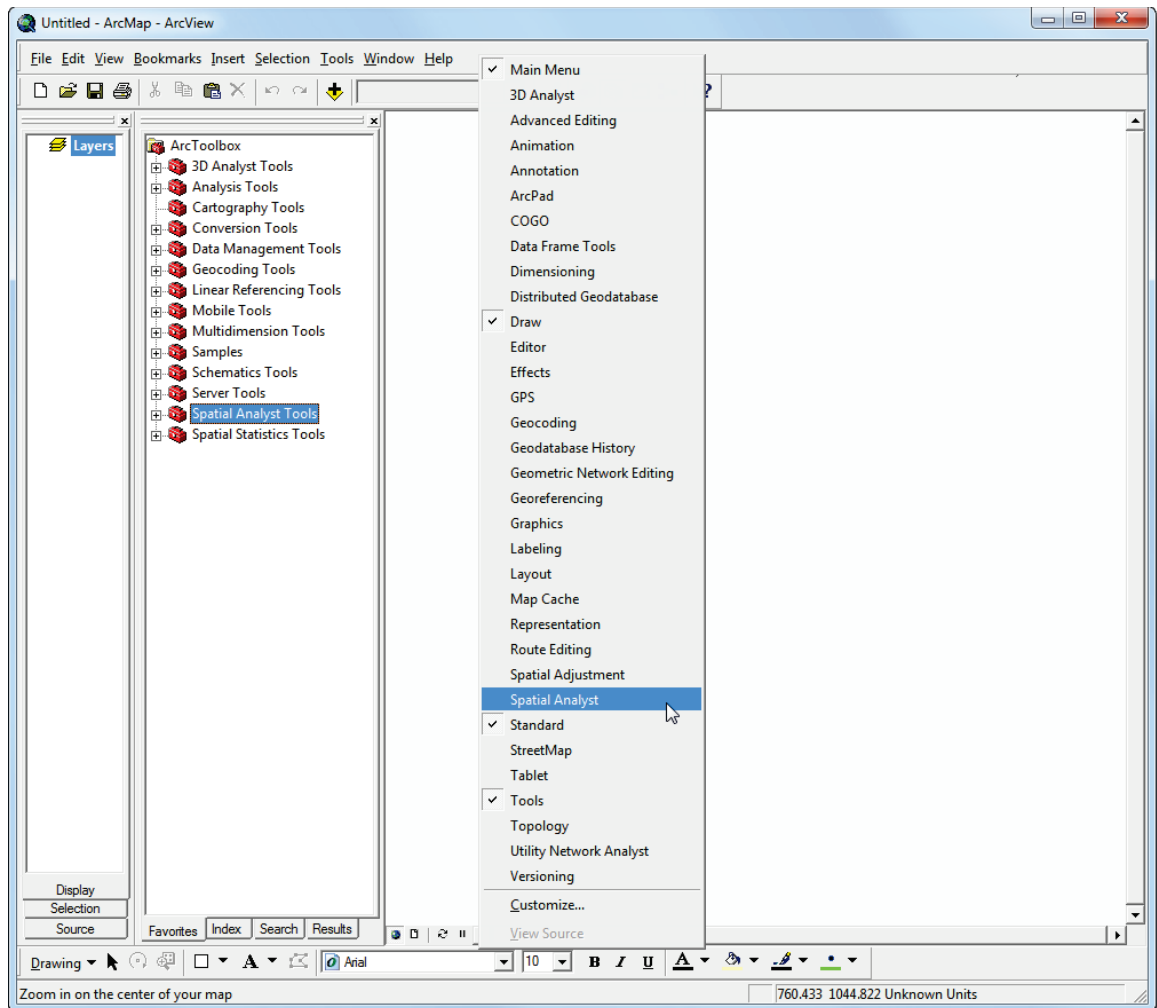 Untitled - ArcMap - ArcView
File Edit View Bookmarks Insert Selection Tools Window Help
Layers
Display
Selection
Source
ArcToolbox
3D Analyst Tools
Analysis Tools
Cartography Tools
Conversion Tools
Data Management Tools
Geocoding Tools
Linear Referencing Tools
Mobile Tools
Multidimension Tools
Samples
Schematics Tools
Server Tools
Spatial Analyst Tools
Spatial Statistics Tools
Favorites Index Search Results
Main Menu
3D Analyst
Advanced Editing
Animation
Annotation
ArcPad
COGO
Data Frame Tools
Dimensioning
Distributed Geodatabase
Draw
Editor
Effects
GPS
Geocoding
Geodatabase History
Geometric Network Editing
Georeferencing
Graphics
Labeling
Layout
Map Cache
Representation
Route Editing
Spatial Adjustment
Spatial Analyst
Standard
StreetMap
Tablet
Tools
Topology
Utility Network Analyst
Versioning
Customize...
View Source
Drawing A Arial 10 B I U A
Zoom in on the center of your map 760.433 1044.822 Unknown Units